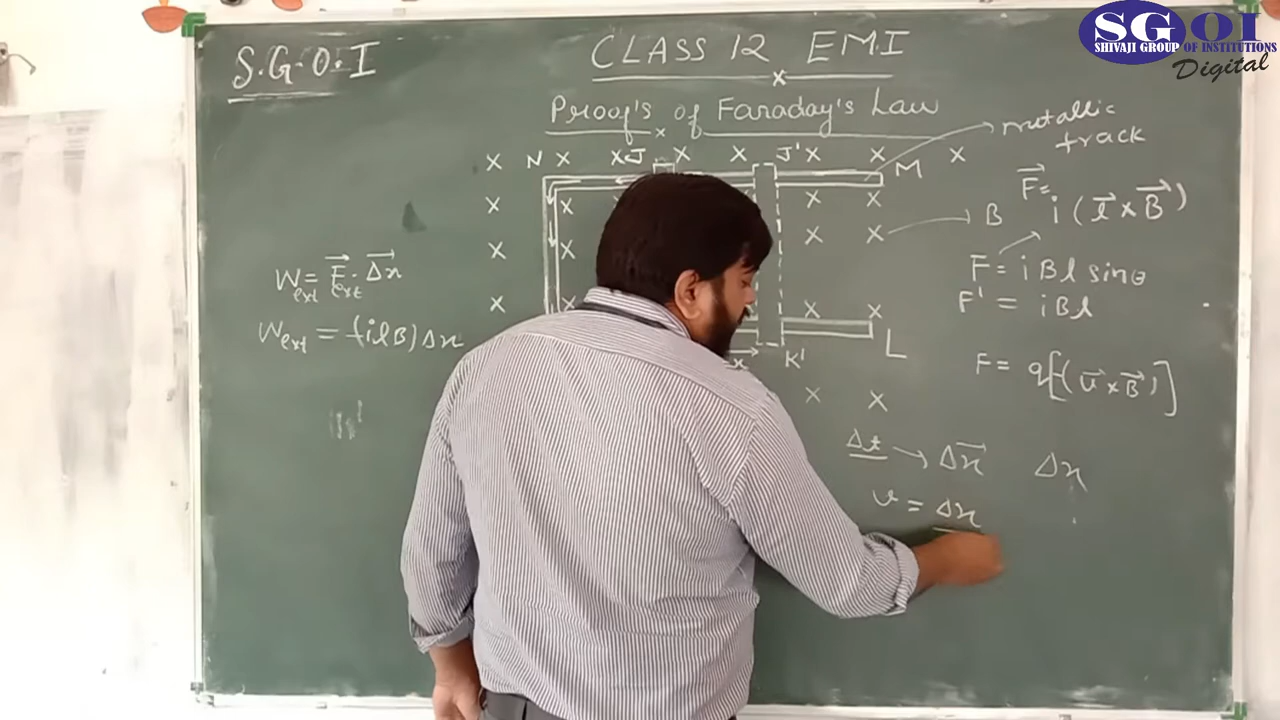 SGOI
SHIVAJI GROUP OF INSTITUTIONS
Digital
S.G.O.I
CLASS 12 EMI
Proof's of Faraday's Law
metallic
track
N
J
J'
M
B
K'
L
x
F⃗ = i(l⃗ × B⃗)
F = iBl sinθ
F' = iBl
F = q[(v⃗ × B⃗)]
W_ext = F⃗_ext · Δx⃗
W_ext = (ilB) Δx
Δt → Δx⃗ Δx
v = Δx